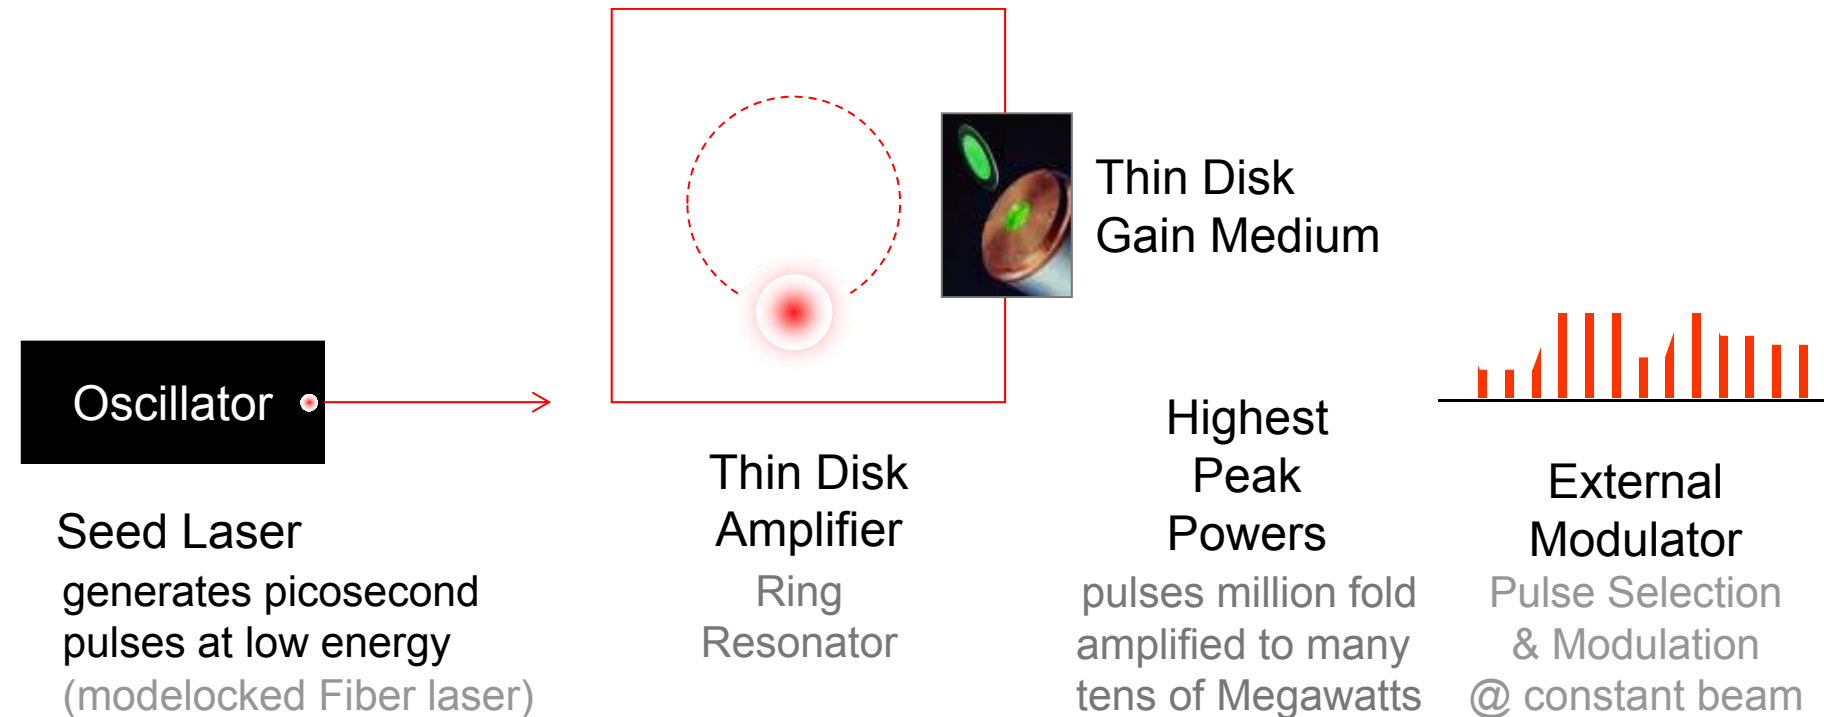 Oscillator
Seed Laser
generates picosecond
pulses at low energy
(modelocked Fiber laser)
Thin Disk
Amplifier
Ring
Resonator
Thin Disk
Gain Medium
Highest
Peak
Powers
pulses million fold
amplified to many
tens of Megawatts
External
Modulator
Pulse Selection
& Modulation
@ constant beam